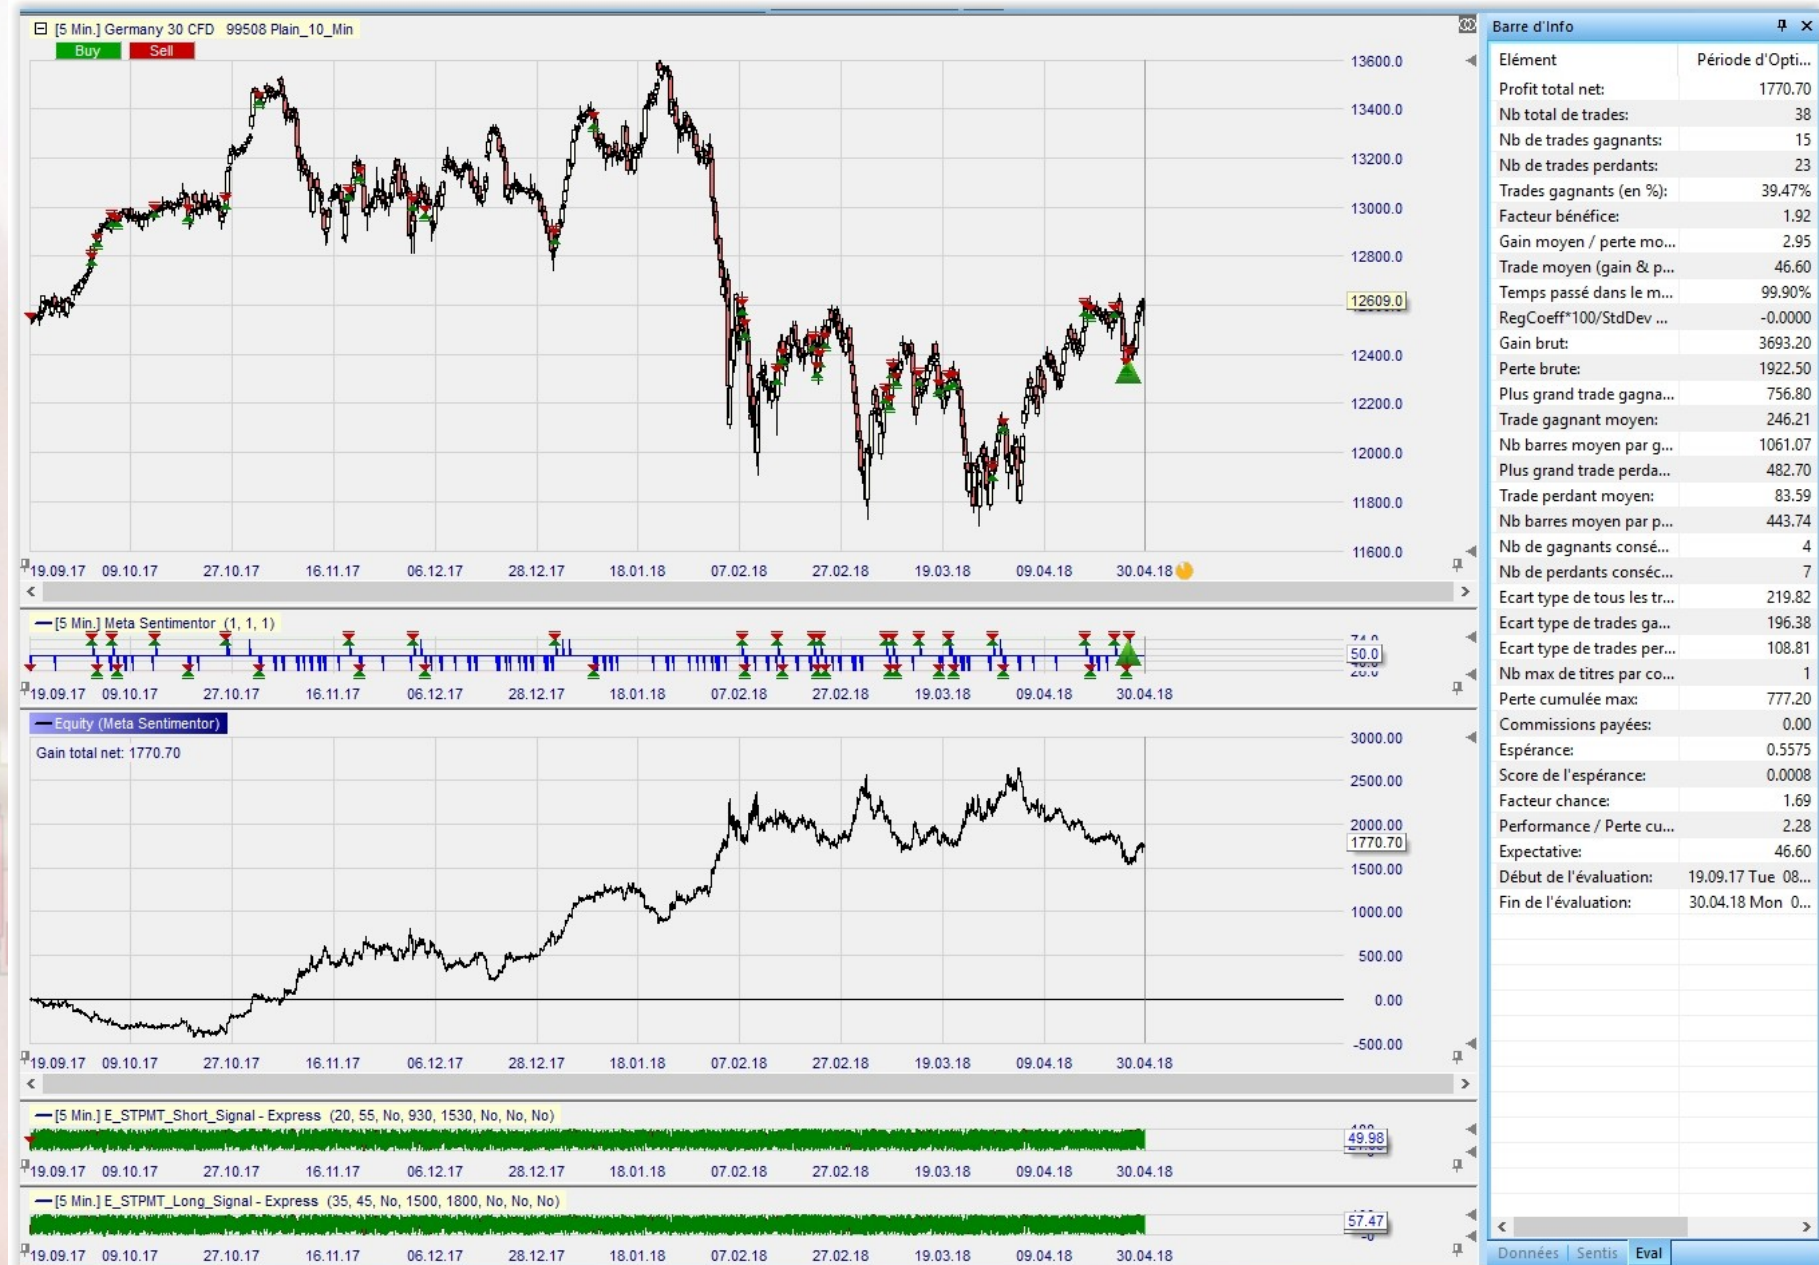 [5 Min.] Germany 30 CFD 99508 Plain_10_Min
Buy Sell
13600.0
13400.0
13200.0
13000.0
12800.0
12609.0
12400.0
12200.0
12000.0
11800.0
11600.0
19.09.17 09.10.17 27.10.17 16.11.17 06.12.17 28.12.17 18.01.18 07.02.18 27.02.18 19.03.18 09.04.18 30.04.18
[5 Min.] Meta Sentimentor (1, 1, 1)
50.0
19.09.17 09.10.17 27.10.17 16.11.17 06.12.17 28.12.17 18.01.18 07.02.18 27.02.18 19.03.18 09.04.18 30.04.18
Equity (Meta Sentimentor)
Gain total net: 1770.70
3000.00
2500.00
2000.00
1770.70
1500.00
1000.00
500.00
0.00
-500.00
19.09.17 09.10.17 27.10.17 16.11.17 06.12.17 28.12.17 18.01.18 07.02.18 27.02.18 19.03.18 09.04.18 30.04.18
[5 Min.] E_STPMT_Short_Signal - Express (20, 55, No, 930, 1530, No, No, No)
49.98
19.09.17 09.10.17 27.10.17 16.11.17 06.12.17 28.12.17 18.01.18 07.02.18 27.02.18 19.03.18 09.04.18 30.04.18
[5 Min.] E_STPMT_Long_Signal - Express (35, 45, No, 1500, 1800, No, No, No)
57.47
19.09.17 09.10.17 27.10.17 16.11.17 06.12.17 28.12.17 18.01.18 07.02.18 27.02.18 19.03.18 09.04.18 30.04.18
Barre d'Info
Elément Période d'Opti...
Profit total net: 1770.70
Nb total de trades: 38
Nb de trades gagnants: 15
Nb de trades perdants: 23
Trades gagnants (en %): 39.47%
Facteur bénéfice: 1.92
Gain moyen / perte mo... 2.95
Trade moyen (gain & p... 46.60
Temps passé dans le m... 99.90%
RegCoeff*100/StdDev ... -0.0000
Gain brut: 3693.20
Perte brute: 1922.50
Plus grand trade gagna... 756.80
Trade gagnant moyen: 246.21
Nb barres moyen par g... 1061.07
Plus grand trade perda... 482.70
Trade perdant moyen: 83.59
Nb barres moyen par p... 443.74
Nb de gagnants consé... 4
Nb de perdants conséc... 7
Ecart type de tous les tr... 219.82
Ecart type de trades ga... 196.38
Ecart type de trades per... 108.81
Nb max de titres par co... 1
Perte cumulée max: 777.20
Commissions payées: 0.00
Espérance: 0.5575
Score de l'espérance: 0.0008
Facteur chance: 1.69
Performance / Perte cu... 2.28
Expectative: 46.60
Début de l'évaluation: 19.09.17 Tue 08...
Fin de l'évaluation: 30.04.18 Mon 0...
Données Sentis Eval